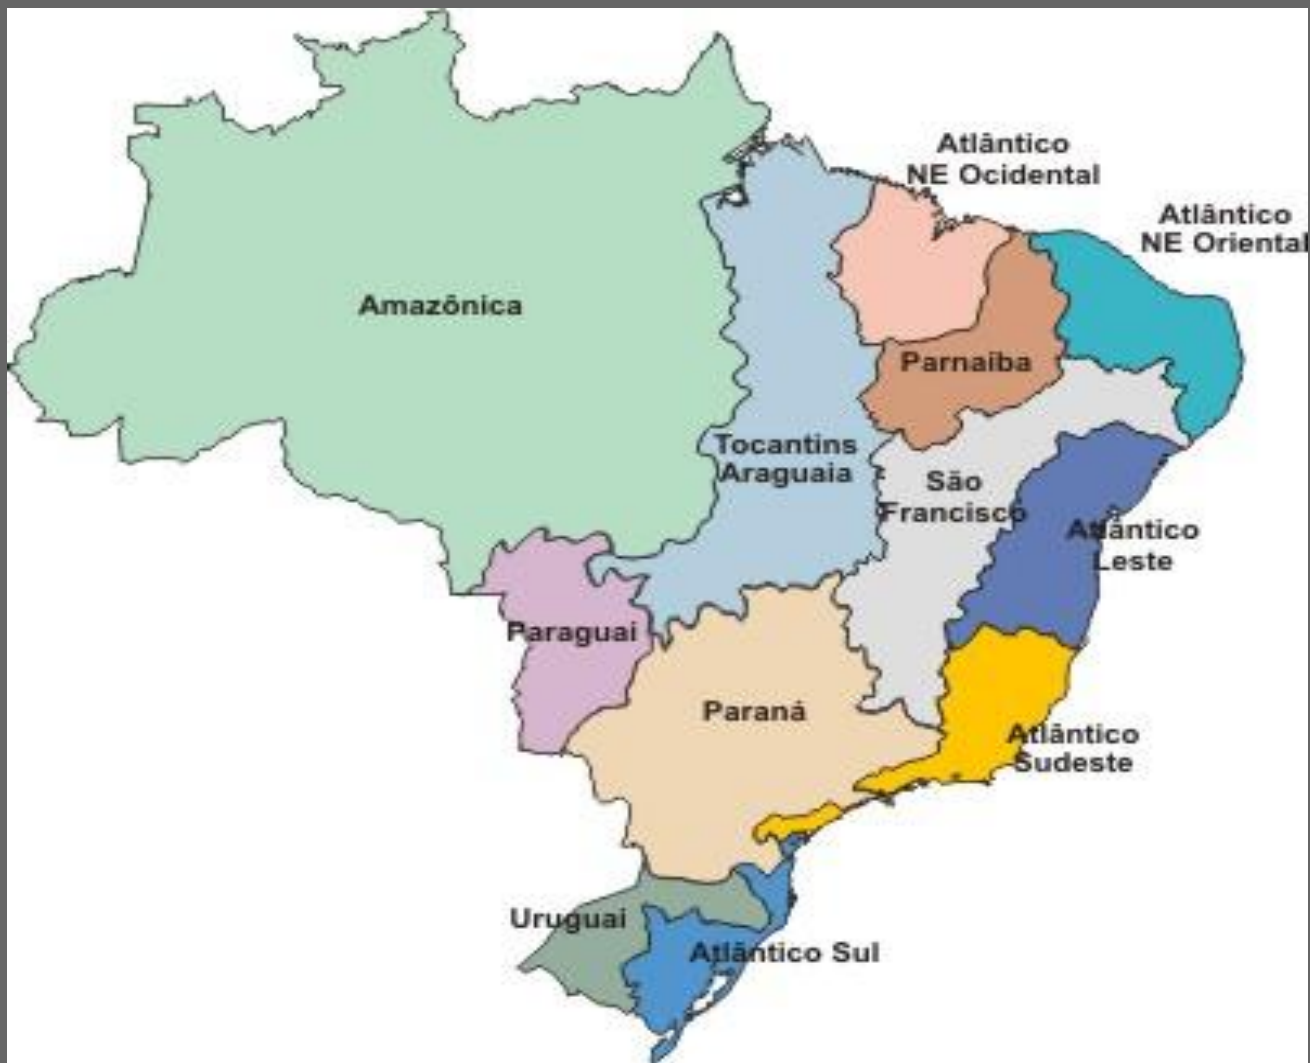 Atlântico
NE Ocidental
Atlântico
NE Oriental
Amazônica
Parnaiba
Tocantins
Araguaia
São
Francisco
Atlântico
Leste
Paraguai
Paraná
Atlântico
Sudeste
Uruguai
Atlântico Sul